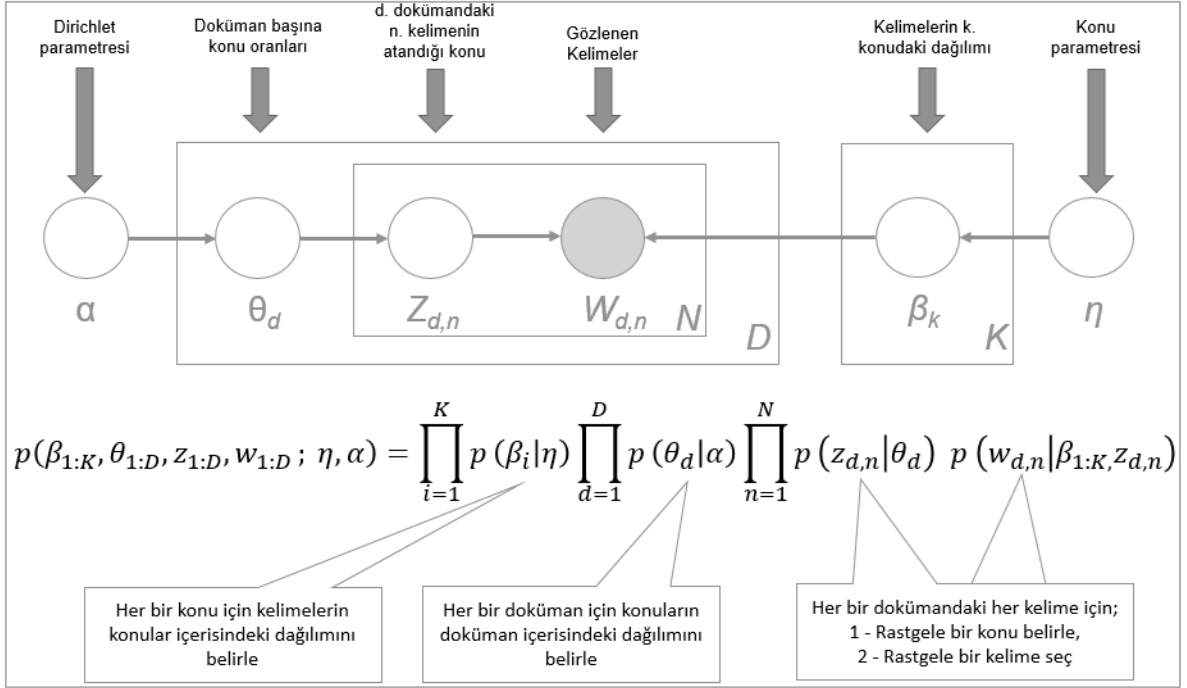 Dirichlet
parametresi
Doküman başına
konu oranları
d. dokümandaki
n. kelimenin
atandığı konu
Gözlenen
Kelimeler
Kelimelerin k.
konudaki dağılımı
Konu
parametresi
α
θd
Zd,n
Wd,n
N
D
βk
K
η
p(β1:K, θ1:D, z1:D, w1:D ; η, α) = ∏_{i=1}^{K} p (βi|η) ∏_{d=1}^{D} p (θd|α) ∏_{n=1}^{N} p (zd,n|θd) p (wd,n|β1:K,zd,n)
Her bir konu için kelimelerin
konular içerisindeki dağılımını
belirle
Her bir doküman için konuların
doküman içerisindeki dağılımını
belirle
Her bir dokümandaki her kelime için;
1 - Rastgele bir konu belirle,
2 - Rastgele bir kelime seç